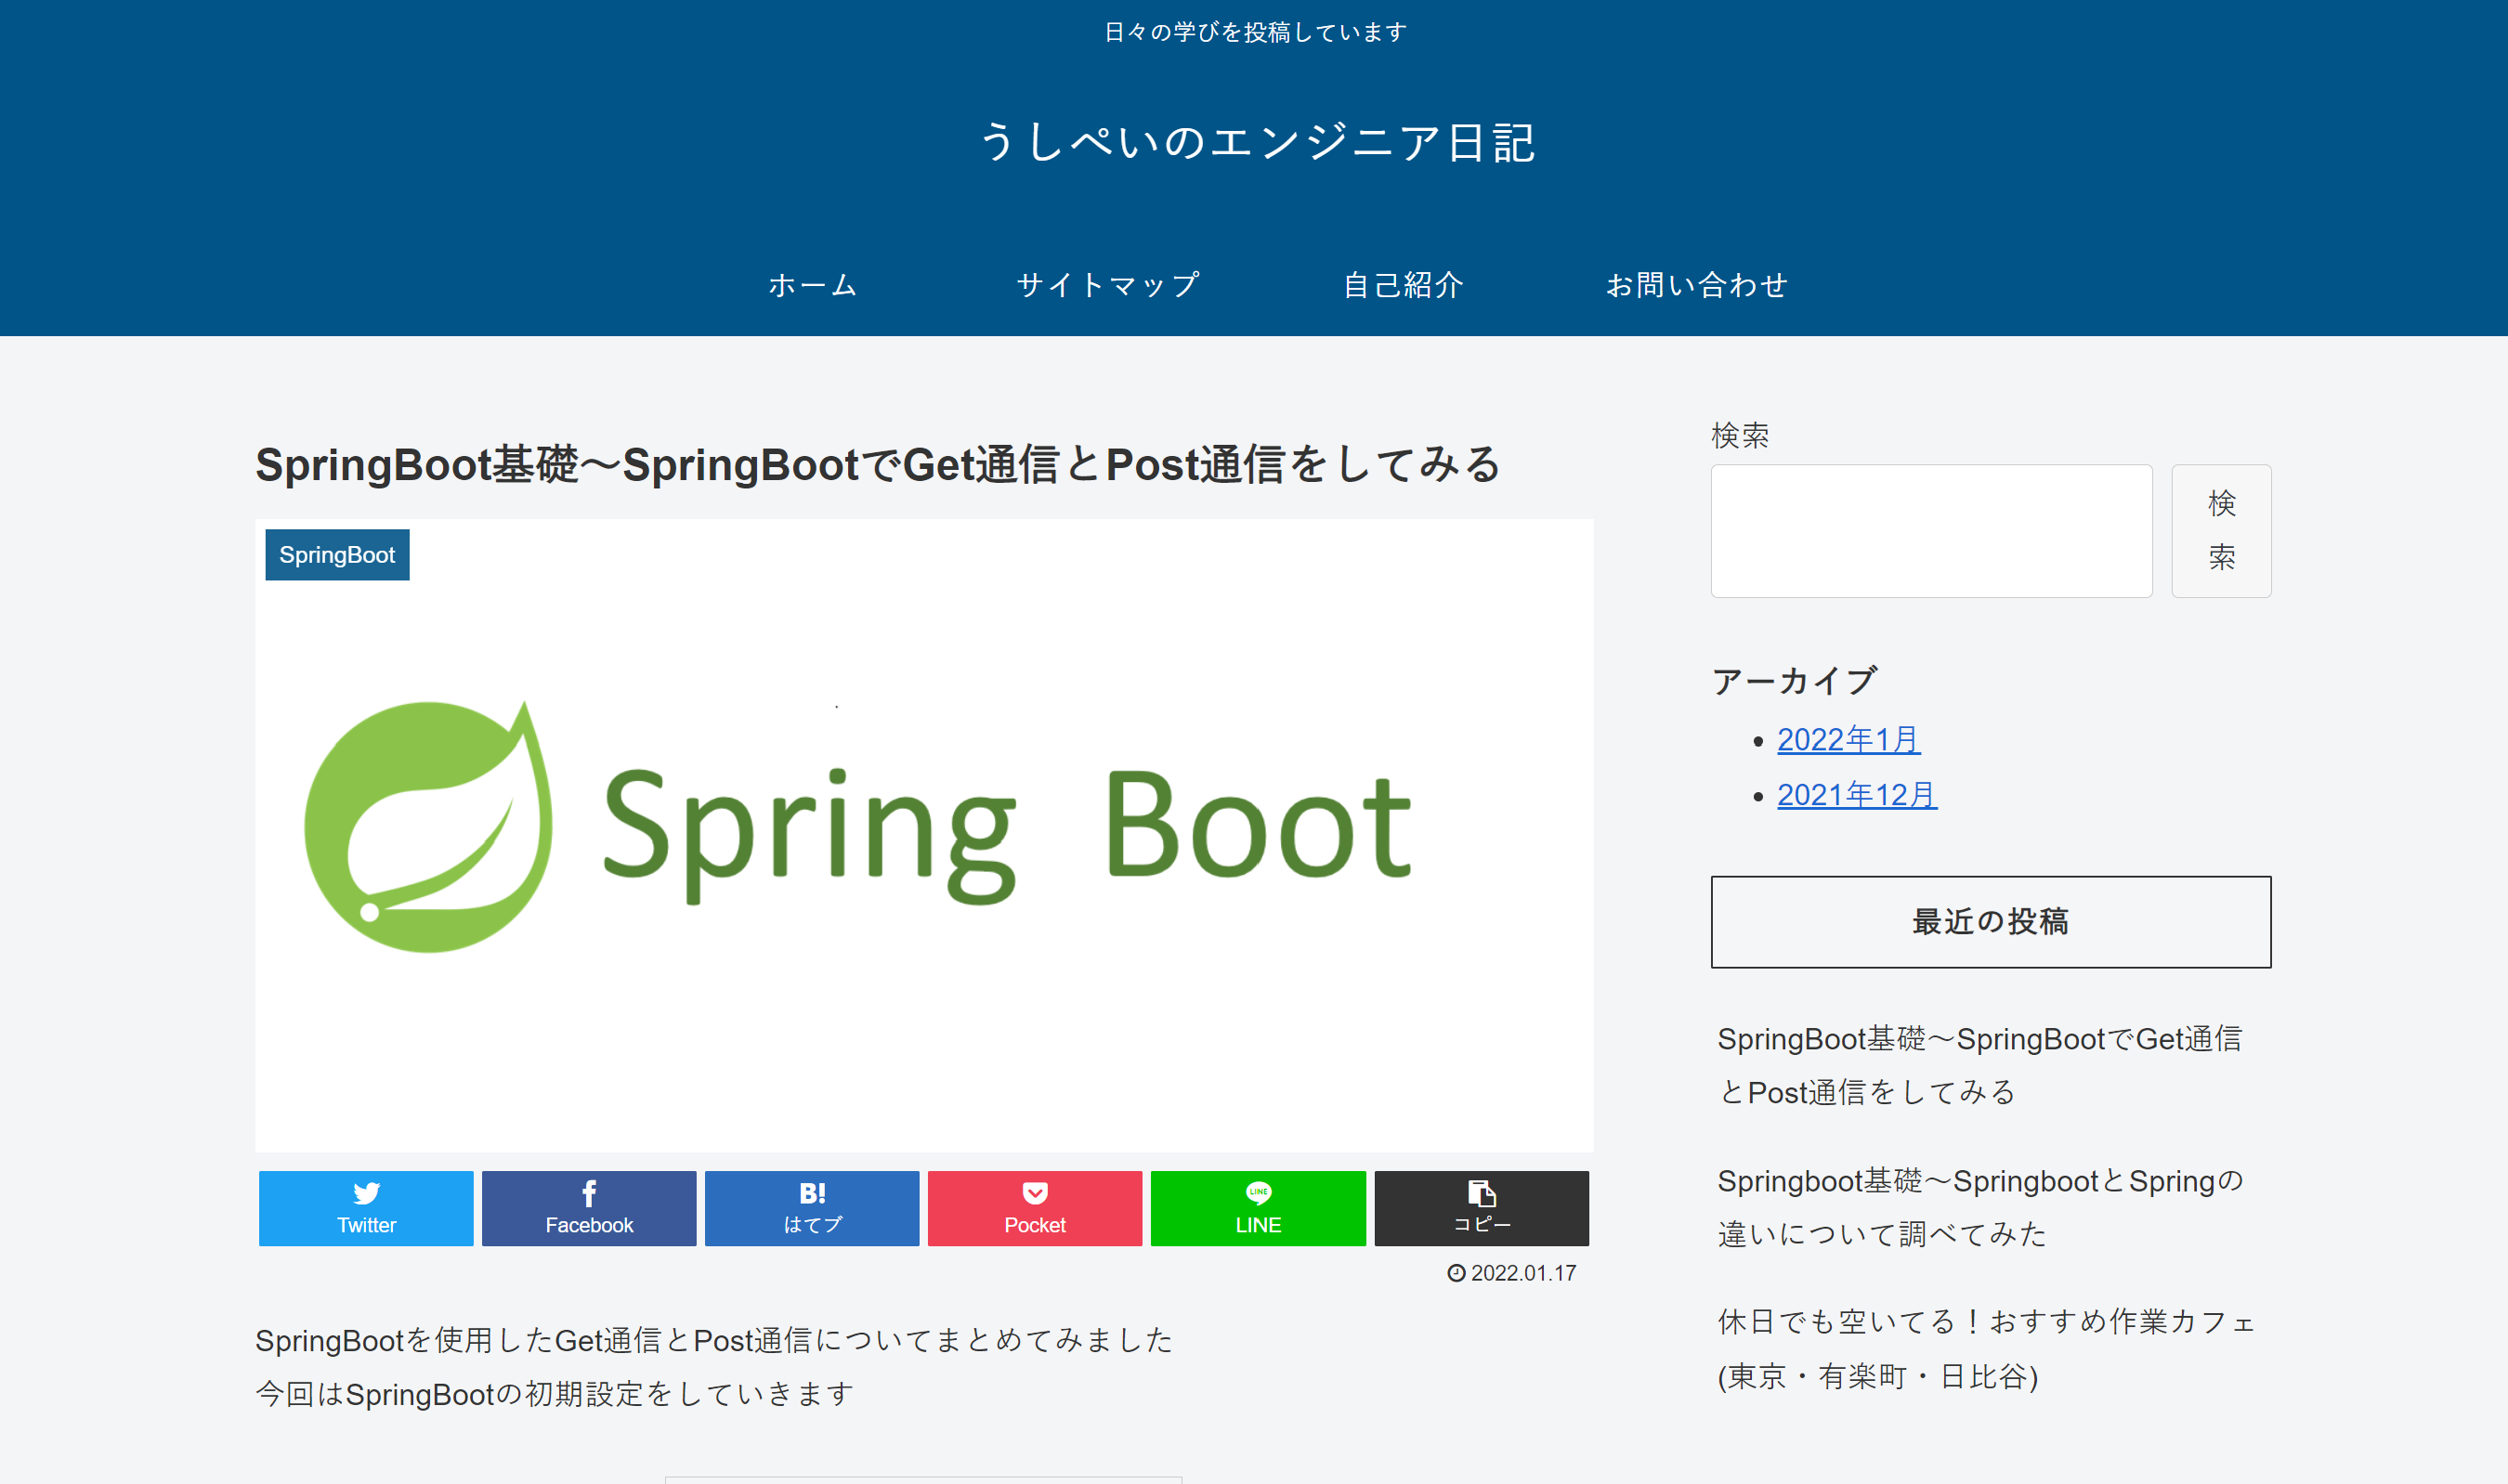 日々の学びを投稿しています
うしぺいのエンジニア日記
ホーム サイトマップ 自己紹介 お問い合わせ
SpringBoot基礎～SpringBootでGet通信とPost通信をしてみる
SpringBoot
Spring Boot
Twitter
Facebook
B!
はてブ
Pocket
LINE
LINE
コピー
2022.01.17
SpringBootを使用したGet通信とPost通信についてまとめてみました
今回はSpringBootの初期設定をしていきます
検索
検
索
アーカイブ
2022年1月
2021年12月
最近の投稿
SpringBoot基礎～SpringBootでGet通信
とPost通信をしてみる
Springboot基礎～SpringbootとSpringの
違いについて調べてみた
休日でも空いてる！おすすめ作業カフェ
(東京・有楽町・日比谷)